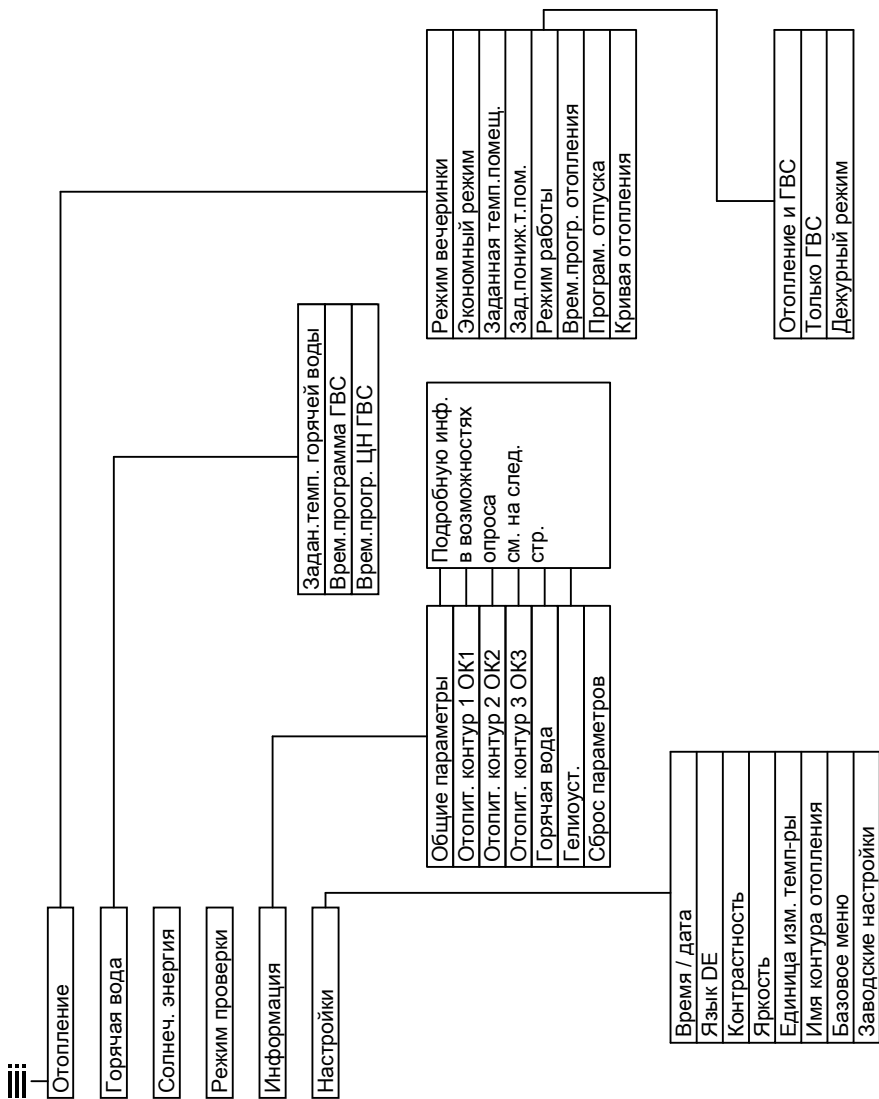 Отопление
Горячая вода
Солнеч. энергия
Режим проверки
Информация
Настройки
Режим вечеринки
Экономный режим
Заданная темп.помещ.
Зад.пониж.т.пом.
Режим работы
Врем.прогр. отопления
Програм. отпуска
Кривая отопления
Отопление и ГВС
Только ГВС
Дежурный режим
Задан.темп. горячей воды
Врем.программа ГВС
Врем.прогр. ЦН ГВС
Общие параметры
Отопит. контур 1 ОК1
Отопит. контур 2 ОК2
Отопит. контур 3 ОК3
Горячая вода
Гелиоуст.
Сброс параметров
Подробную инф.
в возможностях
опроса
см. на след.
стр.
Время / дата
Язык DE
Контрастность
Яркость
Единица изм. темп-ры
Имя контура отопления
Базовое меню
Заводские настройки